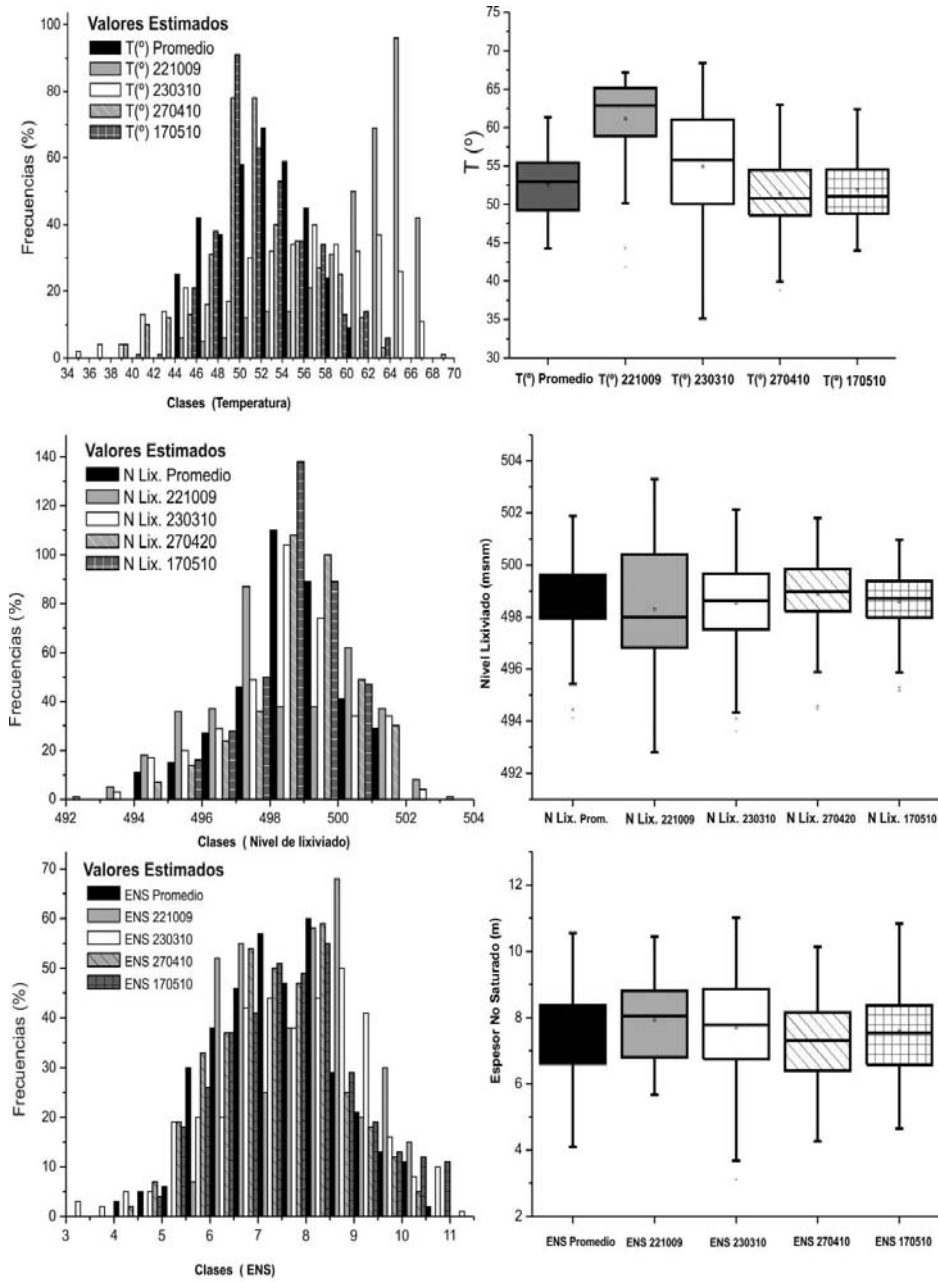 Valores Estimados
T(º) Promedio
T(º) 221009
T(º) 230310
T(º) 270410
T(º) 170510
Frecuencias (%)
100
80
60
40
20
0
34 36 38 40 42 44 46 48 50 52 54 56 58 60 62 64 66 68 70
Clases (Temperatura)
T (º)
75
70
65
60
55
50
45
40
35
30
T(º) Promedio T(º) 221009 T(º) 230310 T(º) 270410 T(º) 170510
Valores Estimados
N Lix. Promedio
N Lix. 221009
N Lix. 230310
N Lix. 270420
N Lix. 170510
Frecuencias (%)
140
120
100
80
60
40
20
0
492 494 496 498 500 502 504
Clases ( Nivel de lixiviado)
Nivel Lixiviado (msnm)
504
502
500
498
496
494
492
N Lix. Prom. N Lix. 221009 N Lix. 230310 N Lix. 270420 N Lix. 170510
Valores Estimados
ENS Promedio
ENS 221009
ENS 230310
ENS 270410
ENS 170510
Frecuencias (%)
70
60
50
40
30
20
10
0
3 4 5 6 7 8 9 10 11
Clases ( ENS)
Espesor No Saturado (m)
12
10
8
6
4
2
ENS Promedio ENS 221009 ENS 230310 ENS 270410 ENS 170510